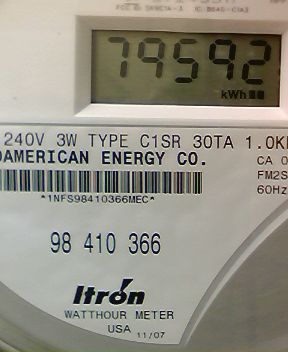 79592
kWh
240V 3W TYPE C1SR 30TA 1.0K
AMERICAN ENERGY CO.
CA 0
FM2S
60Hz
*1NFS98410366MEC*
98 410 366
Itron
WATTHOUR METER
USA 11/07